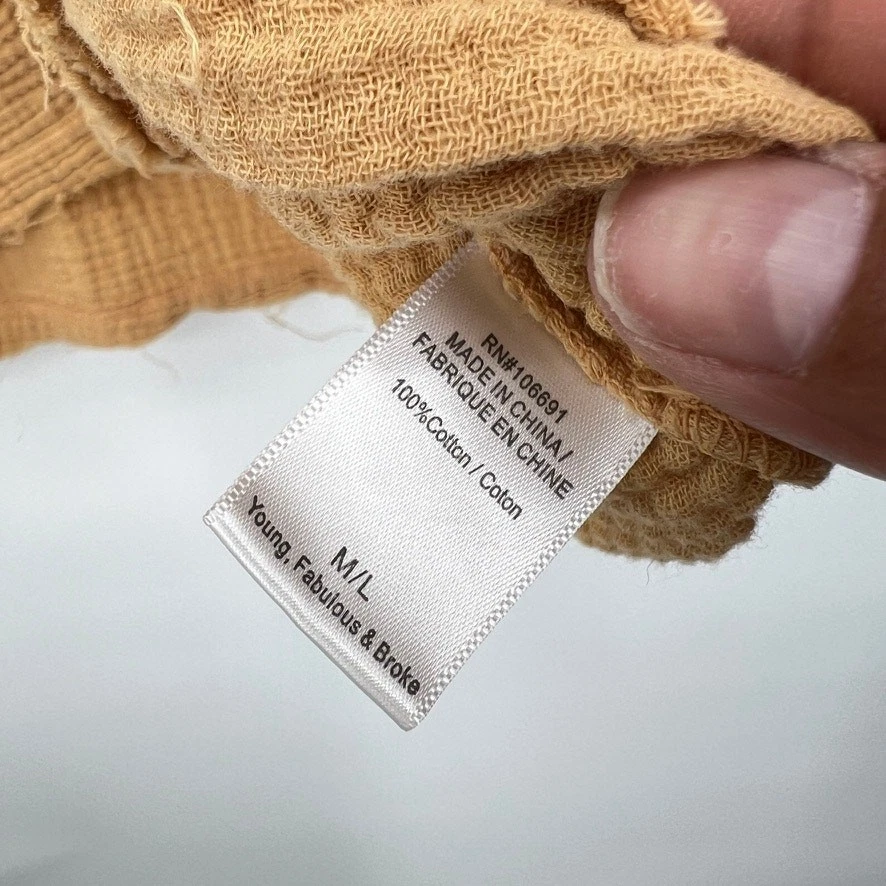 RN#106691
MADE IN CHINA/
FABRIQUE EN CHINE
100%Cotton / Coton
M/L
Young, Fabulous & Broke